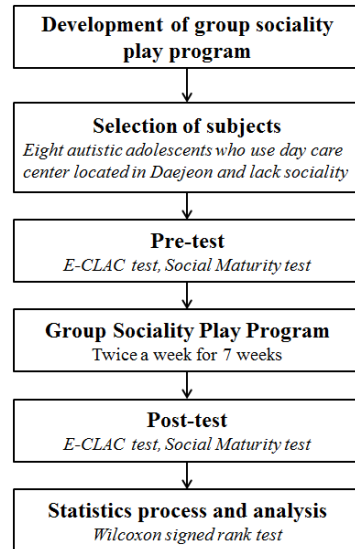 Development of group sociality
play program
Selection of subjects
Eight autistic adolescents who use day care
center located in Daejeon and lack sociality
Pre-test
E-CLAC test, Social Maturity test
Group Sociality Play Program
Twice a week for 7 weeks
Post-test
E-CLAC test, Social Maturity test
Statistics process and analysis
Wilcoxon signed rank test